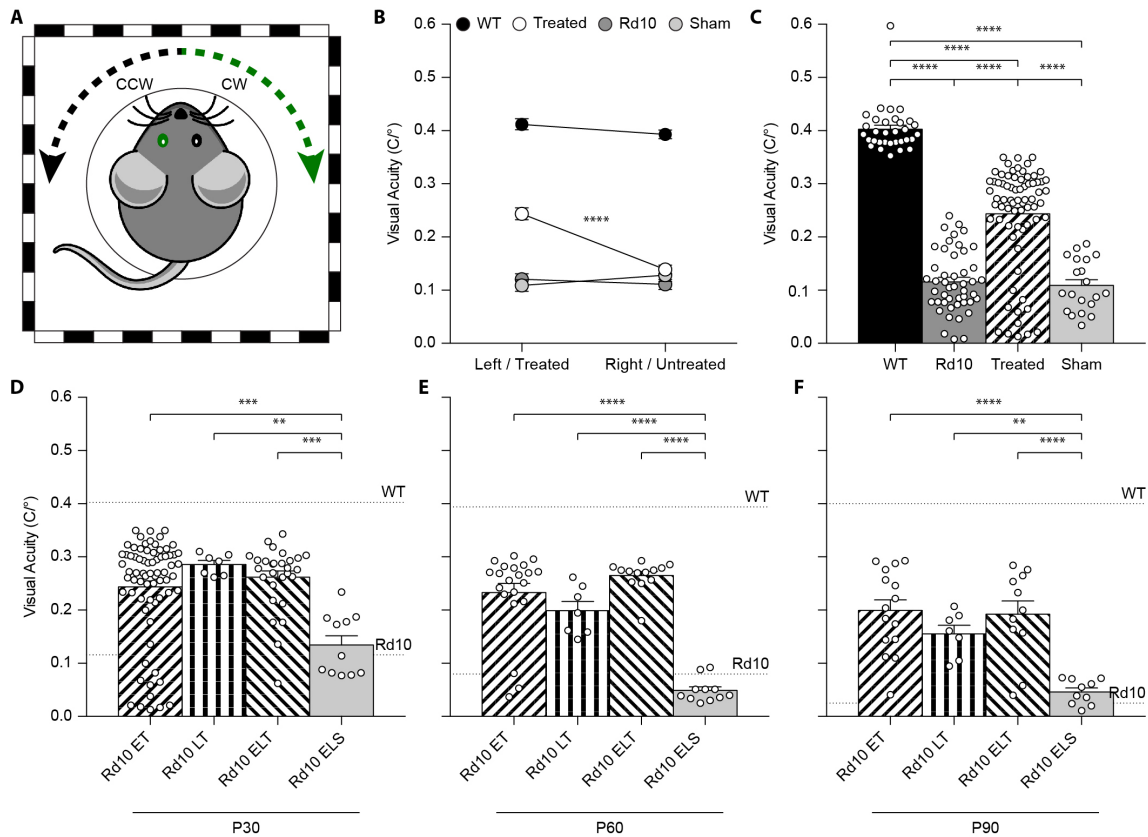 A
CCW
CW
B
WT
Treated
Rd10
Sham
Visual Acuity (C/°)
0.6
0.5
0.4
0.3
0.2
0.1
0.0
****
Left / Treated
Right / Untreated
C
Visual Acuity (C/°)
0.6
0.5
0.4
0.3
0.2
0.1
0.0
****
****
**** **** ****
WT
Rd10
Treated
Sham
D
Visual Acuity (C/°)
0.6
0.5
0.4
0.3
0.2
0.1
0.0
***
**
***
WT
Rd10
Rd10 ET
Rd10 LT
Rd10 ELT
Rd10 ELS
P30
E
****
****
****
WT
Rd10
Rd10 ET
Rd10 LT
Rd10 ELT
Rd10 ELS
P60
F
****
**
****
WT
Rd10
Rd10 ET
Rd10 LT
Rd10 ELT
Rd10 ELS
P90